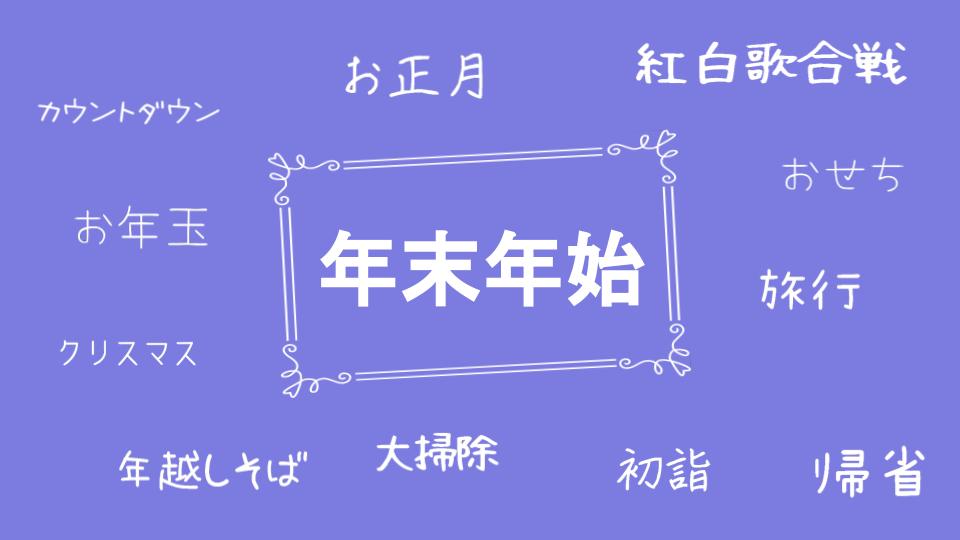 お正月
紅白歌合戦
カウントダウン
おせち
お年玉
年末年始
旅行
クリスマス
年越しそば
大掃除
初詣
帰省